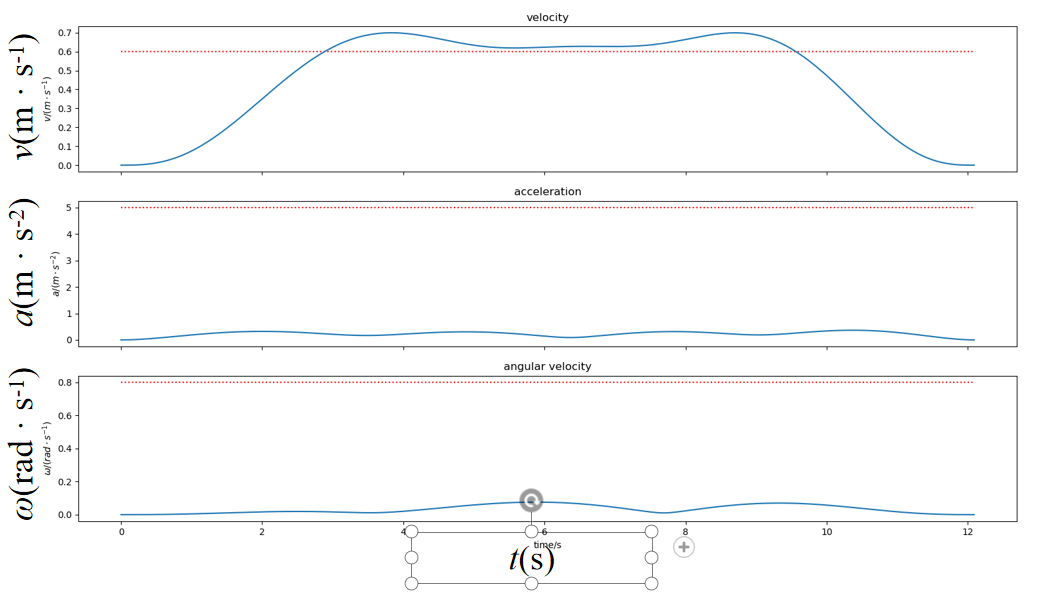 velocity
v(m · s-1)
v/(m·s⁻¹)
0.7
0.6
0.5
0.4
0.3
0.2
0.1
0.0
acceleration
a(m · s-2)
a/(m·s⁻²)
5
4
3
2
1
0
angular velocity
ω(rad · s-1)
ω/(rad·s⁻¹)
0.8
0.6
0.4
0.2
0.0
0 2 4 6 8 10 12
time/s
t(s)